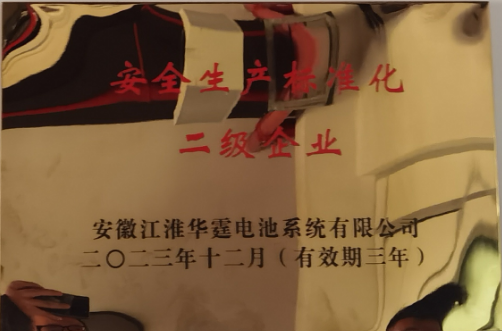 安全生产标准化
二级企业
安徽江淮华霆电池系统有限公司
二〇二三年十二月（有效期三年）